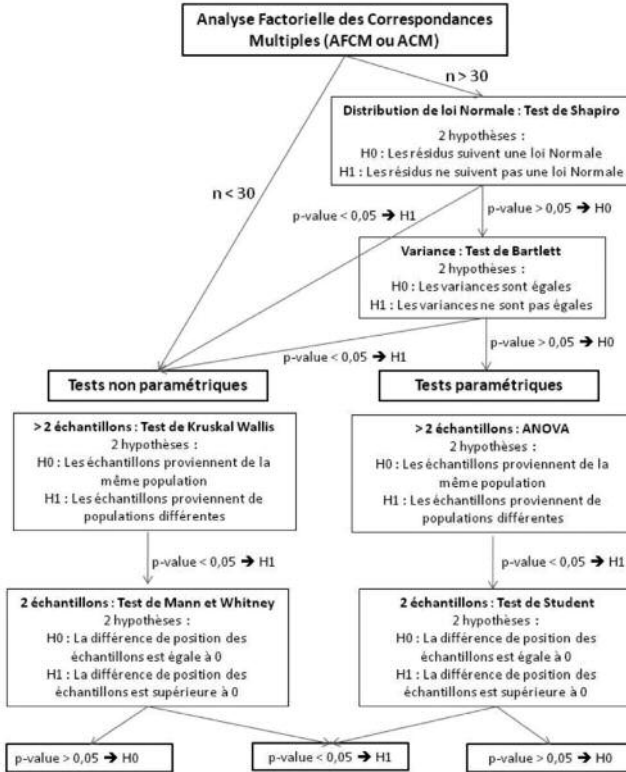 Analyse Factorielle des Correspondances
Multiples (AFCM ou ACM)
n > 30
n < 30
Distribution de loi Normale : Test de Shapiro
2 hypothèses :
H0 : Les résidus suivent une loi Normale
H1 : Les résidus ne suivent pas une loi Normale
p-value < 0,05 ➔ H1
p-value > 0,05 ➔ H0
Variance : Test de Bartlett
2 hypothèses :
H0 : Les variances sont égales
H1 : Les variances ne sont pas égales
p-value < 0,05 ➔ H1
p-value > 0,05 ➔ H0
Tests non paramétriques
> 2 échantillons : Test de Kruskal Wallis
2 hypothèses :
H0 : Les échantillons proviennent de la
même population
H1 : Les échantillons proviennent de
populations différentes
p-value < 0,05 ➔ H1
2 échantillons : Test de Mann et Whitney
2 hypothèses :
H0 : La différence de position des
échantillons est égale à 0
H1 : La différence de position des
échantillons est supérieure à 0
Tests paramétriques
> 2 échantillons : ANOVA
2 hypothèses :
H0 : Les échantillons proviennent de la
même population
H1 : Les échantillons proviennent de
populations différentes
p-value < 0,05 ➔ H1
2 échantillons : Test de Student
2 hypothèses :
H0 : La différence de position des
échantillons est égale à 0
H1 : La différence de position des
échantillons est supérieure à 0
p-value > 0,05 ➔ H0
p-value < 0,05 ➔ H1
p-value > 0,05 ➔ H0